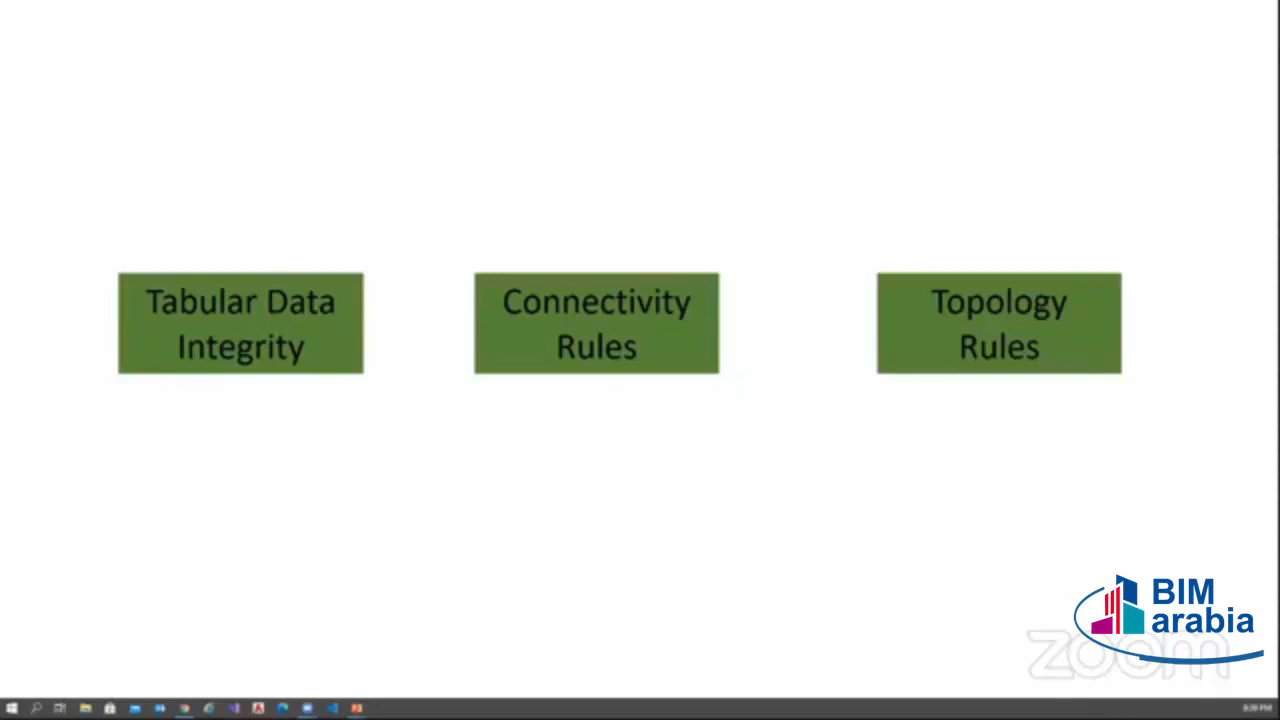 Tabular Data
Integrity
Connectivity
Rules
Topology
Rules
BIM
arabia
zoom